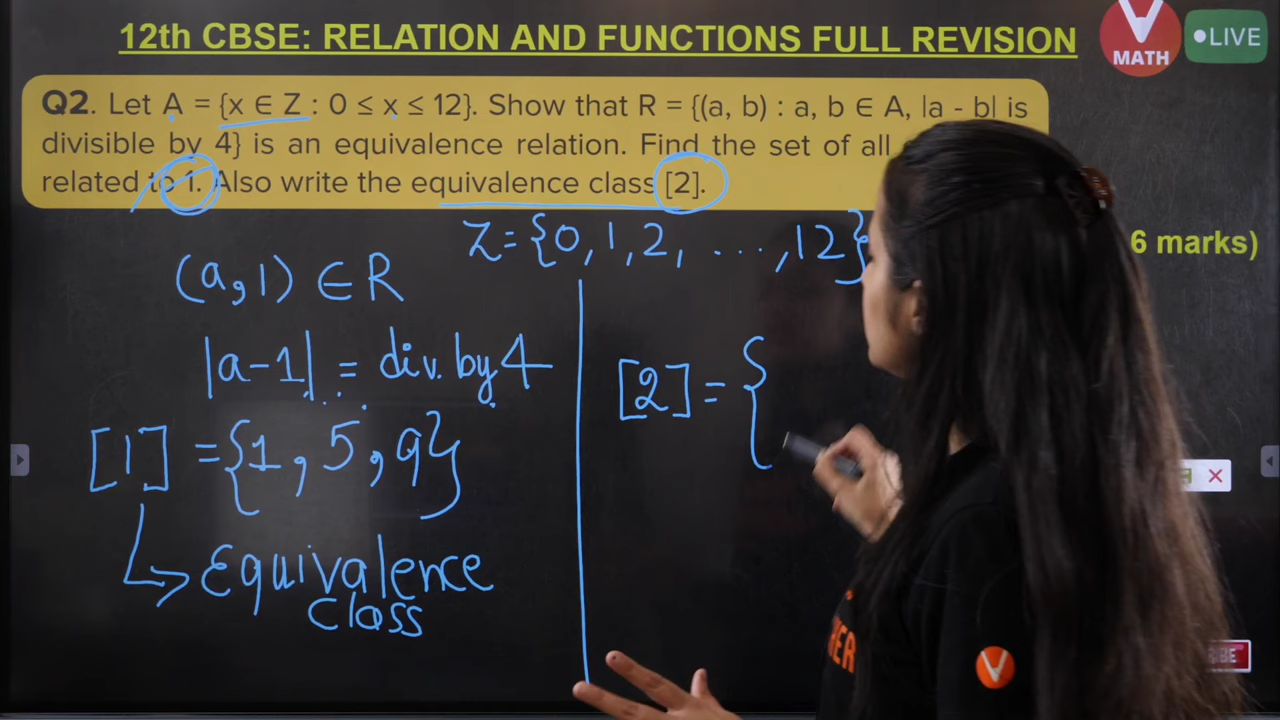 12th CBSE: RELATION AND FUNCTIONS FULL REVISION
V
MATH
LIVE
Q2. Let A = {x ∈ Z : 0 ≤ x ≤ 12}. Show that R = {(a, b) : a, b ∈ A, |a - b| is
divisible by 4} is an equivalence relation. Find the set of all
related to 1. Also write the equivalence class [2].
6 marks)
Z = {0, 1, 2, ..., 12}
(a, 1) ∈ R
|a-1| = div. by 4
[1] = {1, 5, 9}
Equivalence
Class
[2] = {
V